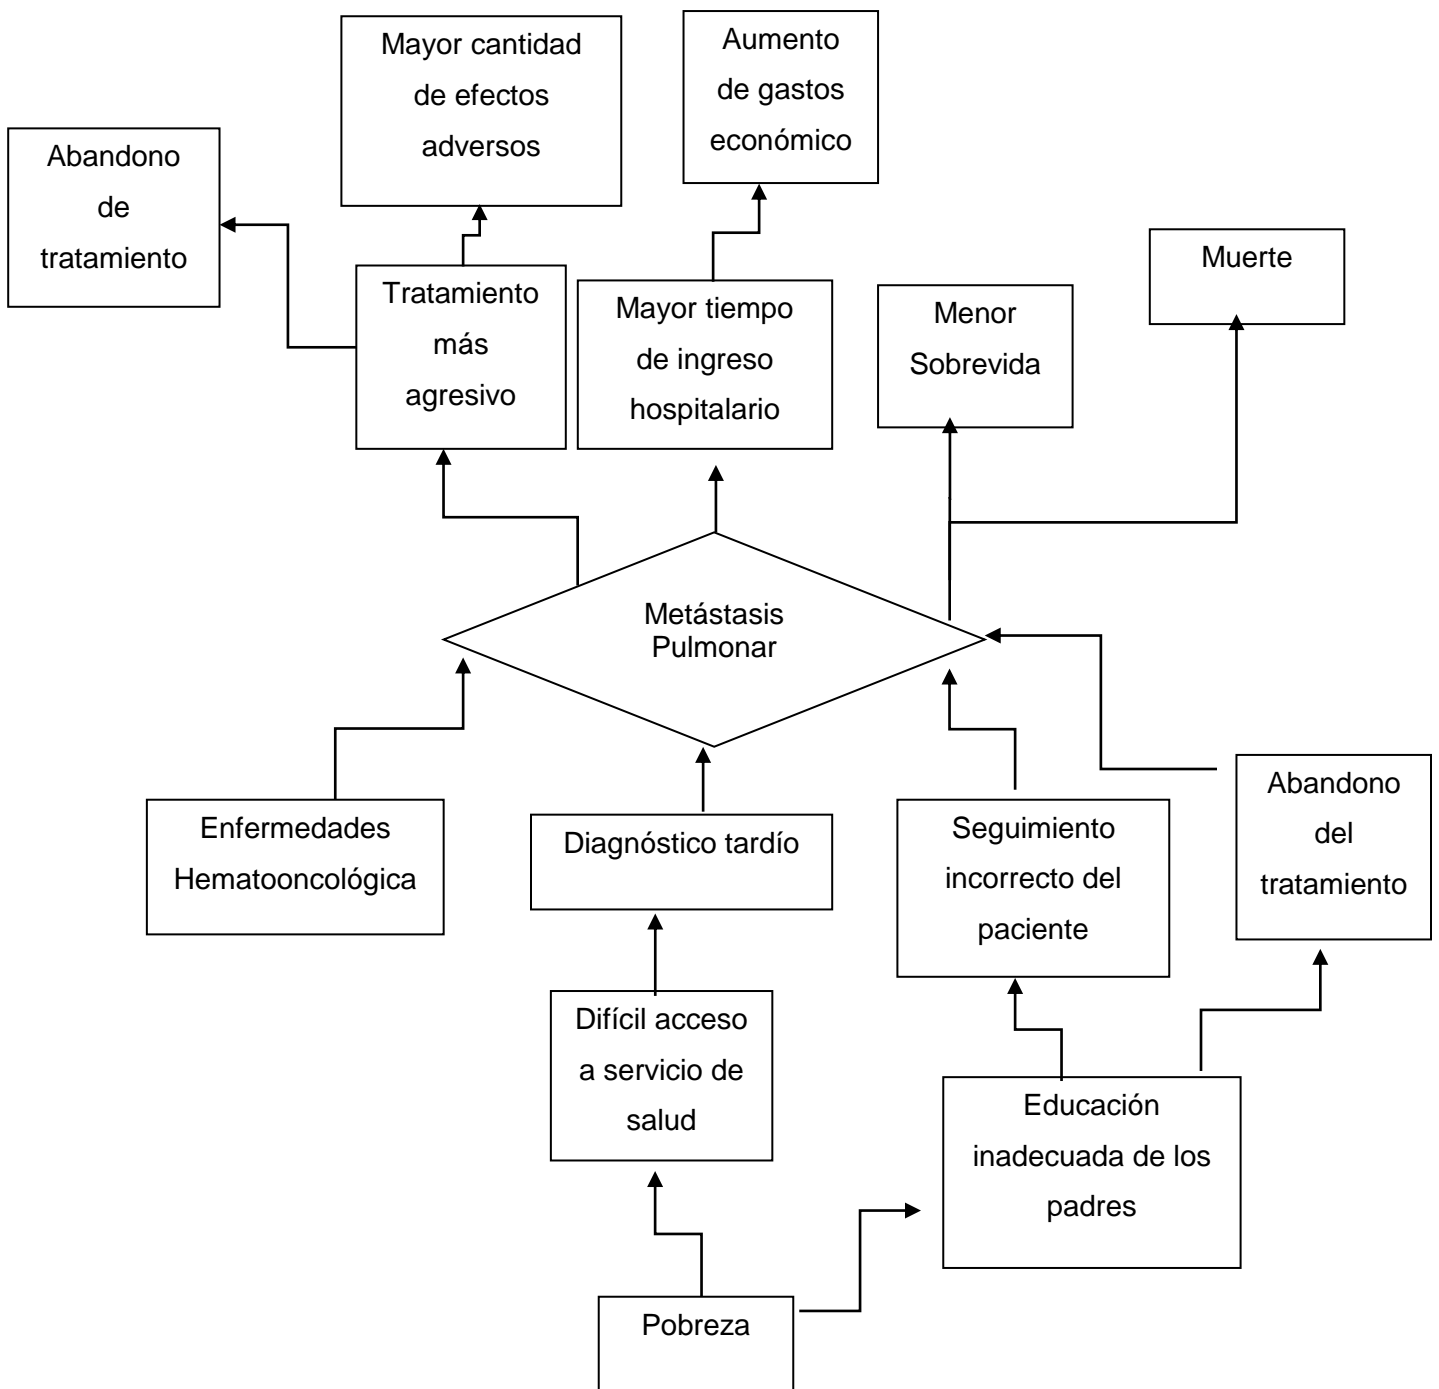 Mayor cantidad
de efectos
adversos
Aumento
de gastos
económico
Abandono
de
tratamiento
Muerte
Tratamiento
más
agresivo
Mayor tiempo
de ingreso
hospitalario
Menor
Sobrevida
Metástasis
Pulmonar
Enfermedades
Hematooncológica
Diagnóstico tardío
Seguimiento
incorrecto del
paciente
Abandono
del
tratamiento
Difícil acceso
a servicio de
salud
Educación
inadecuada de los
padres
Pobreza